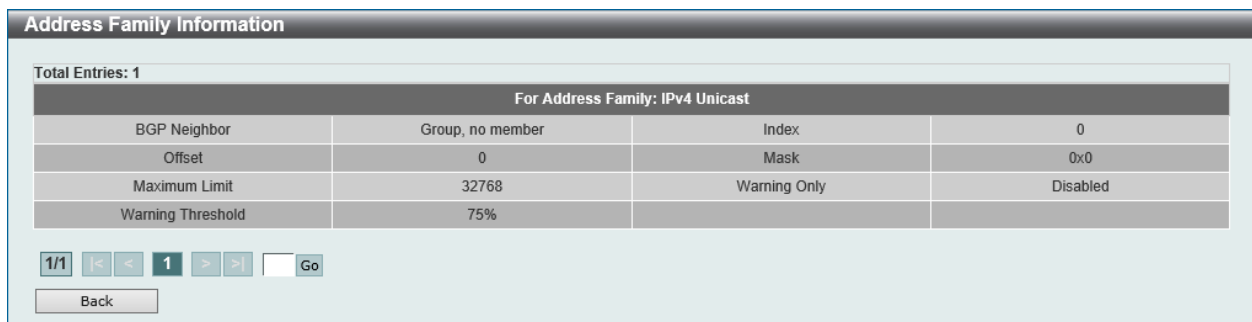 Address Family Information
Total Entries: 1
For Address Family: IPv4 Unicast
BGP Neighbor Group, no member Index 0
Offset 0 Mask 0x0
Maximum Limit 32768 Warning Only Disabled
Warning Threshold 75%
1/1 |< < 1 > >| Go
Back